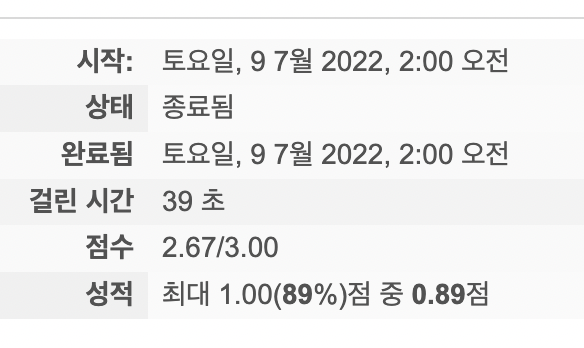 시작: 토요일, 9 7월 2022, 2:00 오전
상태 종료됨
완료됨 토요일, 9 7월 2022, 2:00 오전
걸린 시간 39 초
점수 2.67/3.00
성적 최대 1.00(89%)점 중 0.89점